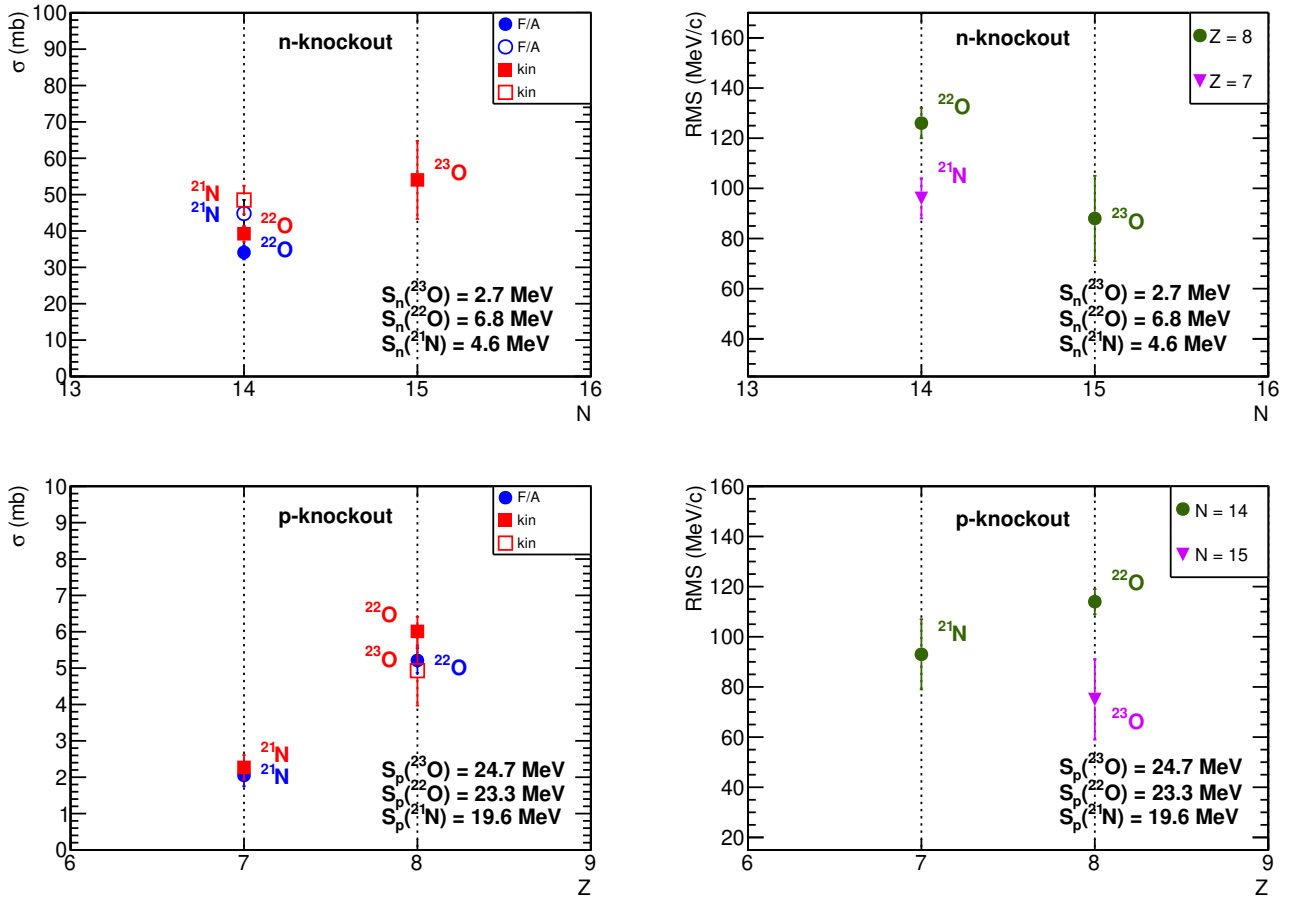 σ (mb)
100
90
80
70
60
50
40
30
20
10
0
13
14
15
16
N
n-knockout
F/A
F/A
kin
kin
²¹N
²¹N
²²O
²²O
²³O
Sₙ(²³O) = 2.7 MeV
Sₙ(²²O) = 6.8 MeV
Sₙ(²¹N) = 4.6 MeV
RMS (MeV/c)
160
140
120
100
80
60
40
13
14
15
16
N
n-knockout
Z = 8
Z = 7
²²O
²¹N
²³O
Sₙ(²³O) = 2.7 MeV
Sₙ(²²O) = 6.8 MeV
Sₙ(²¹N) = 4.6 MeV
σ (mb)
10
9
8
7
6
5
4
3
2
1
0
6
7
8
9
Z
p-knockout
F/A
kin
kin
²²O
²³O
²²O
²¹N
²¹N
Sₚ(²³O) = 24.7 MeV
Sₚ(²²O) = 23.3 MeV
Sₚ(²¹N) = 19.6 MeV
RMS (MeV/c)
160
140
120
100
80
60
40
20
6
7
8
9
Z
p-knockout
N = 14
N = 15
²²O
²¹N
²³O
Sₚ(²³O) = 24.7 MeV
Sₚ(²²O) = 23.3 MeV
Sₚ(²¹N) = 19.6 MeV